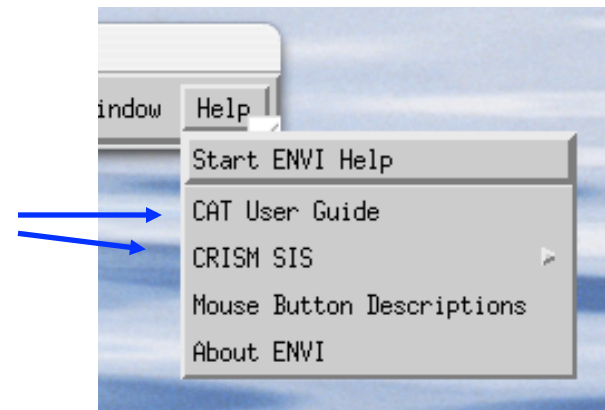 indow Help
Start ENVI Help
CAT User Guide
CRISM SIS
Mouse Button Descriptions
About ENVI